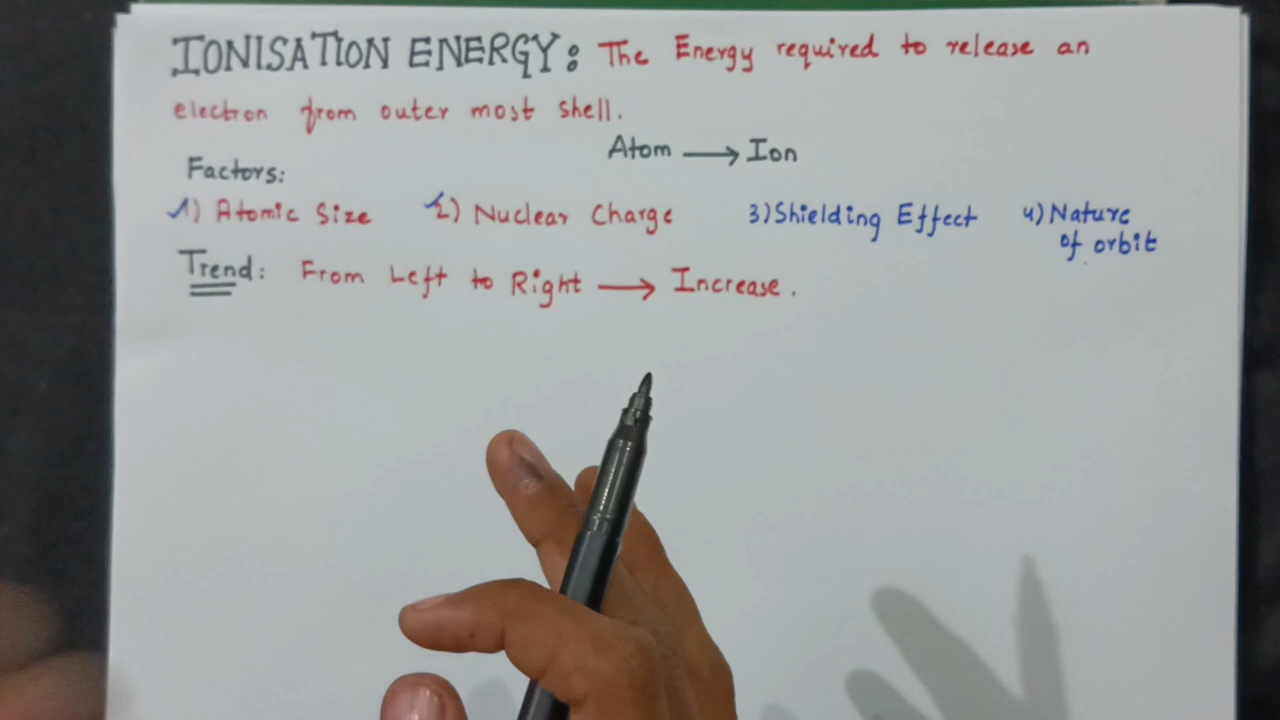 IONISATION ENERGY: The Energy required to release an
electron from outer most shell.
Atom → Ion
Factors:
1) Atomic Size 2) Nuclear Charge 3) Shielding Effect 4) Nature
of orbit
Trend: From Left to Right → Increase.